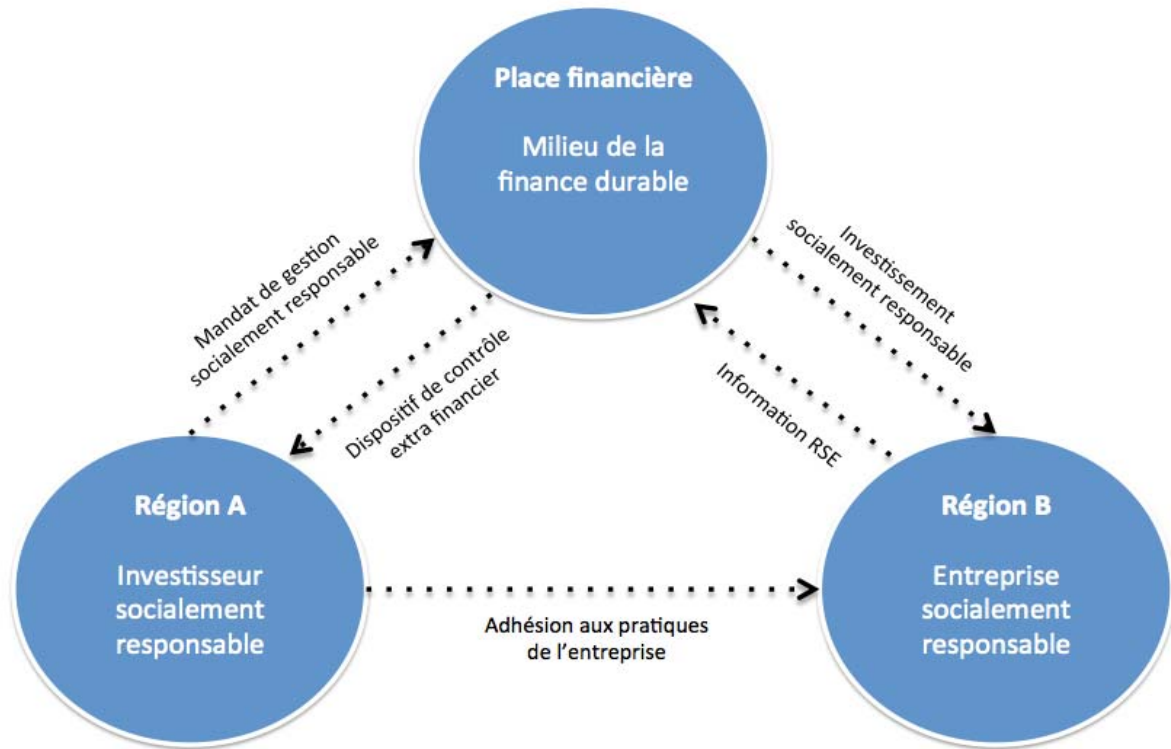 Place financière
Milieu de la
finance durable
Mandat de gestion
socialement responsable
Dispositif de contrôle
extra financier
Investissement
socialement responsable
Information RSE
Région A
Investisseur
socialement
responsable
Adhésion aux pratiques
de l'entreprise
Région B
Entreprise
socialement
responsable